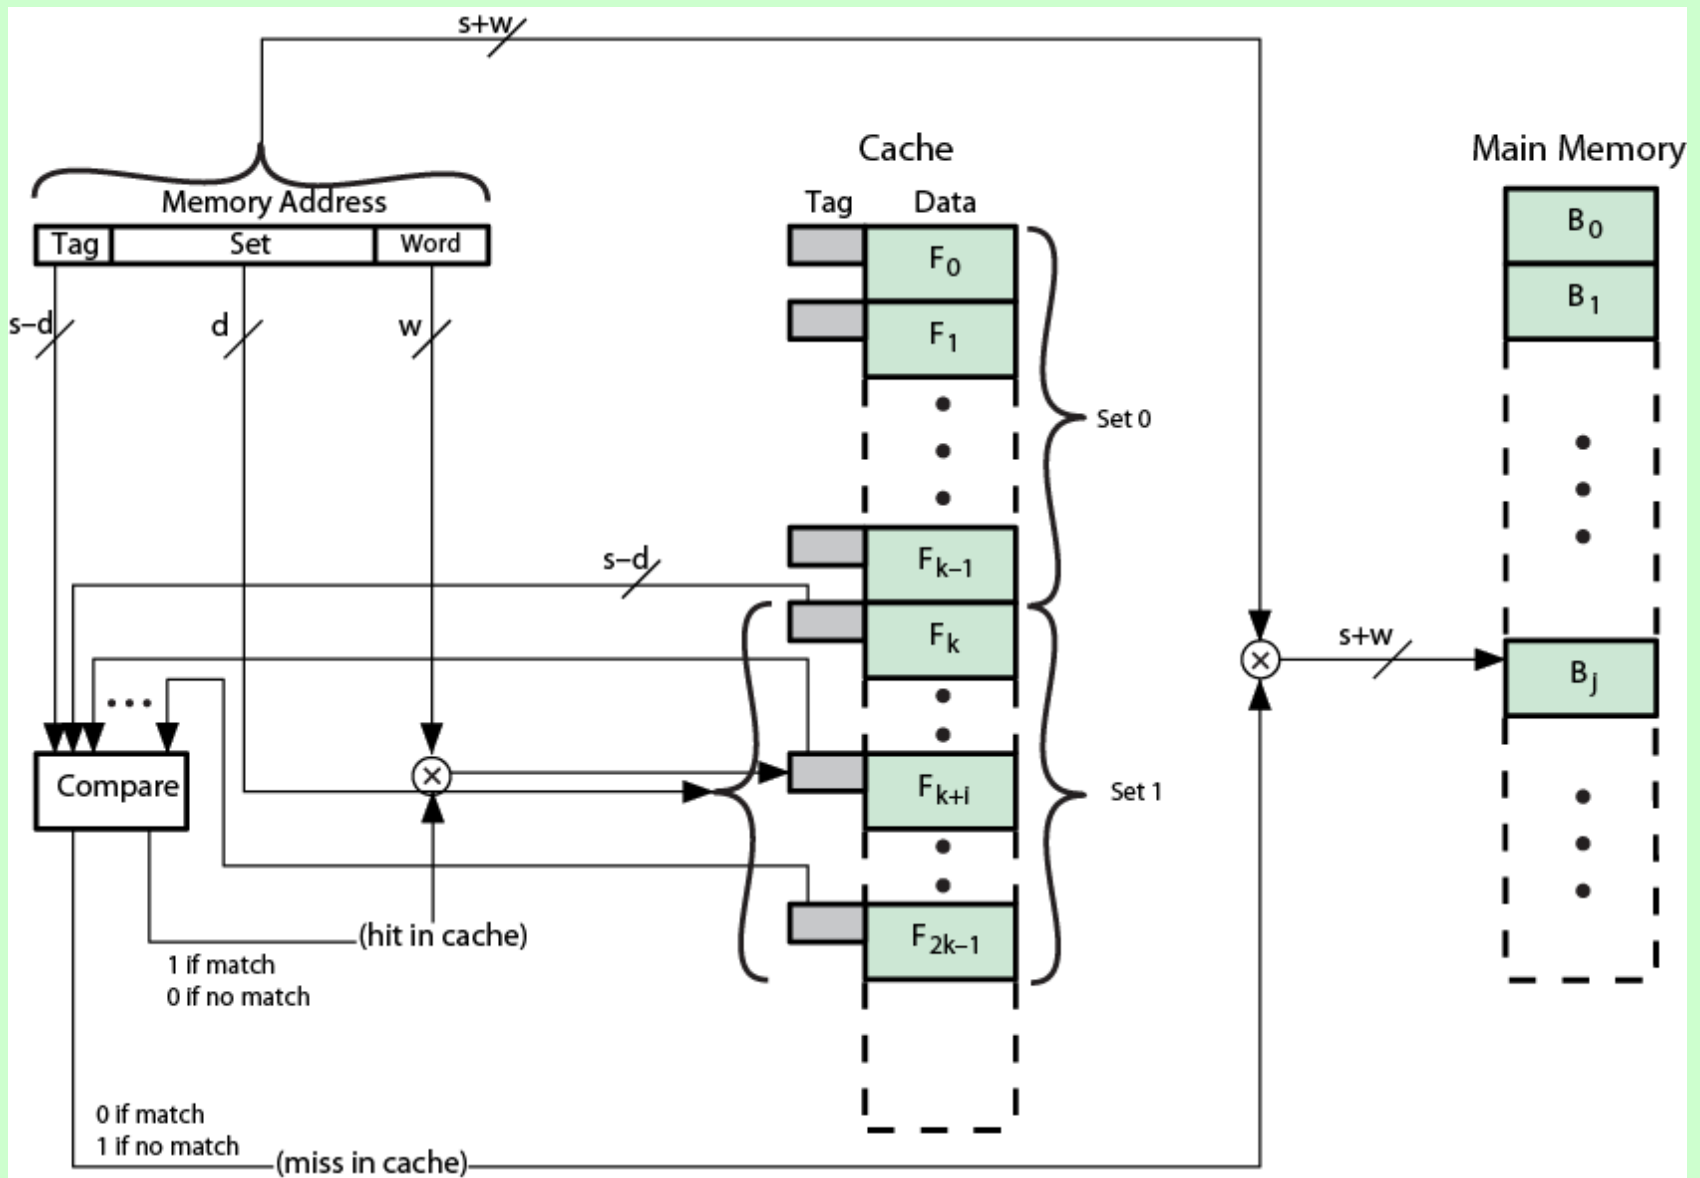 s+w
Cache
Main Memory
Memory Address
Tag Data
Tag Set Word
B0
F0
B1
s–d d w
F1
Set 0
s–d
Fk–1
Fk
s+w
Bj
Compare
Fk+i
Set 1
(hit in cache)
F2k–1
1 if match
0 if no match
0 if match
1 if no match
(miss in cache)